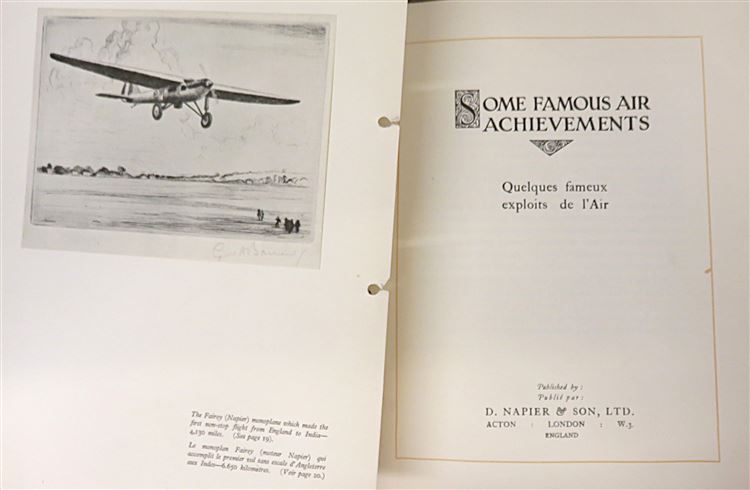 The Fairey (Napier) monoplane which made the
first non-stop flight from England to India—
4,130 miles. (See page 19).
Le monoplan Fairey (moteur Napier) qui
accomplit le premier vol sans escale d'Angleterre
aux Indes—6.650 kilomètres. (Voir page 20.)
SOME FAMOUS AIR
ACHIEVEMENTS
Quelques fameux
exploits de l'Air
Published by:
Publié par:
D. NAPIER & SON, LTD.
ACTON : LONDON : W.3.
ENGLAND